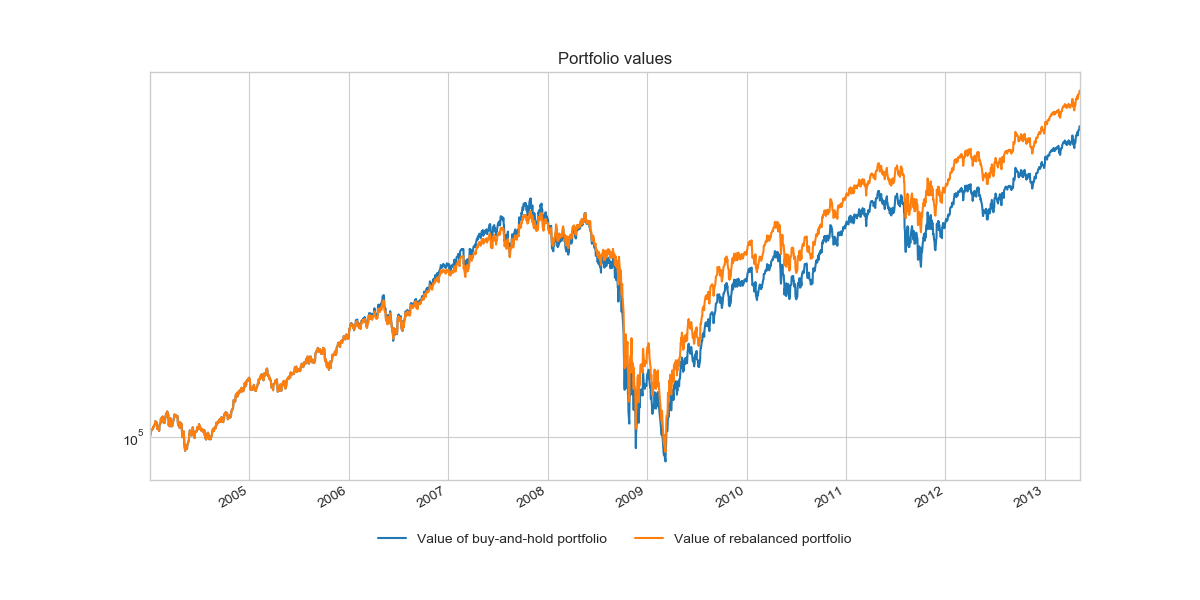 Portfolio values
10^5
2005 2006 2007 2008 2009 2010 2011 2012 2013
Value of buy-and-hold portfolio Value of rebalanced portfolio